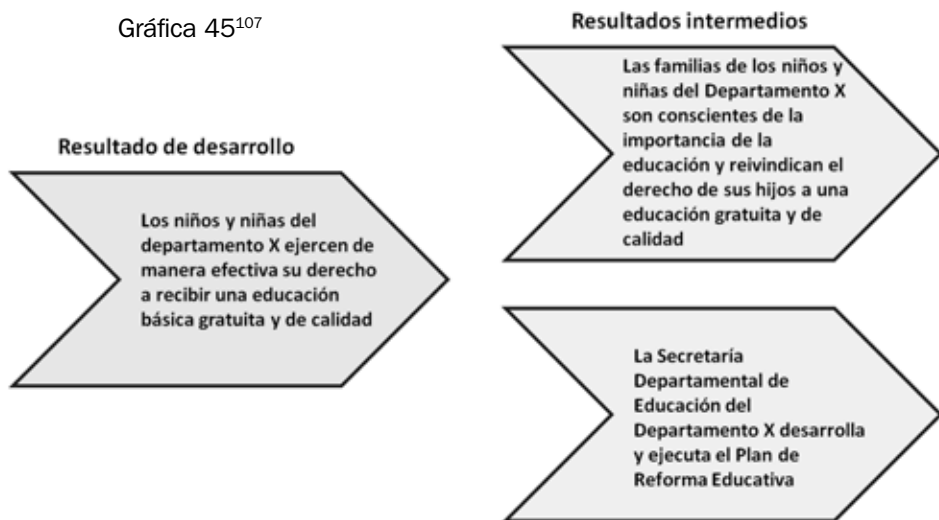 Gráfica 45¹⁰⁷
Resultado de desarrollo
Los niños y niñas del
departamento X ejercen de
manera efectiva su derecho
a recibir una educación
básica gratuita y de calidad
Resultados intermedios
Las familias de los niños y
niñas del Departamento X
son conscientes de la
importancia de la
educación y reivindican el
derecho de sus hijos a una
educación gratuita y de
calidad
La Secretaría
Departamental de
Educación del
Departamento X desarrolla
y ejecuta el Plan de
Reforma Educativa